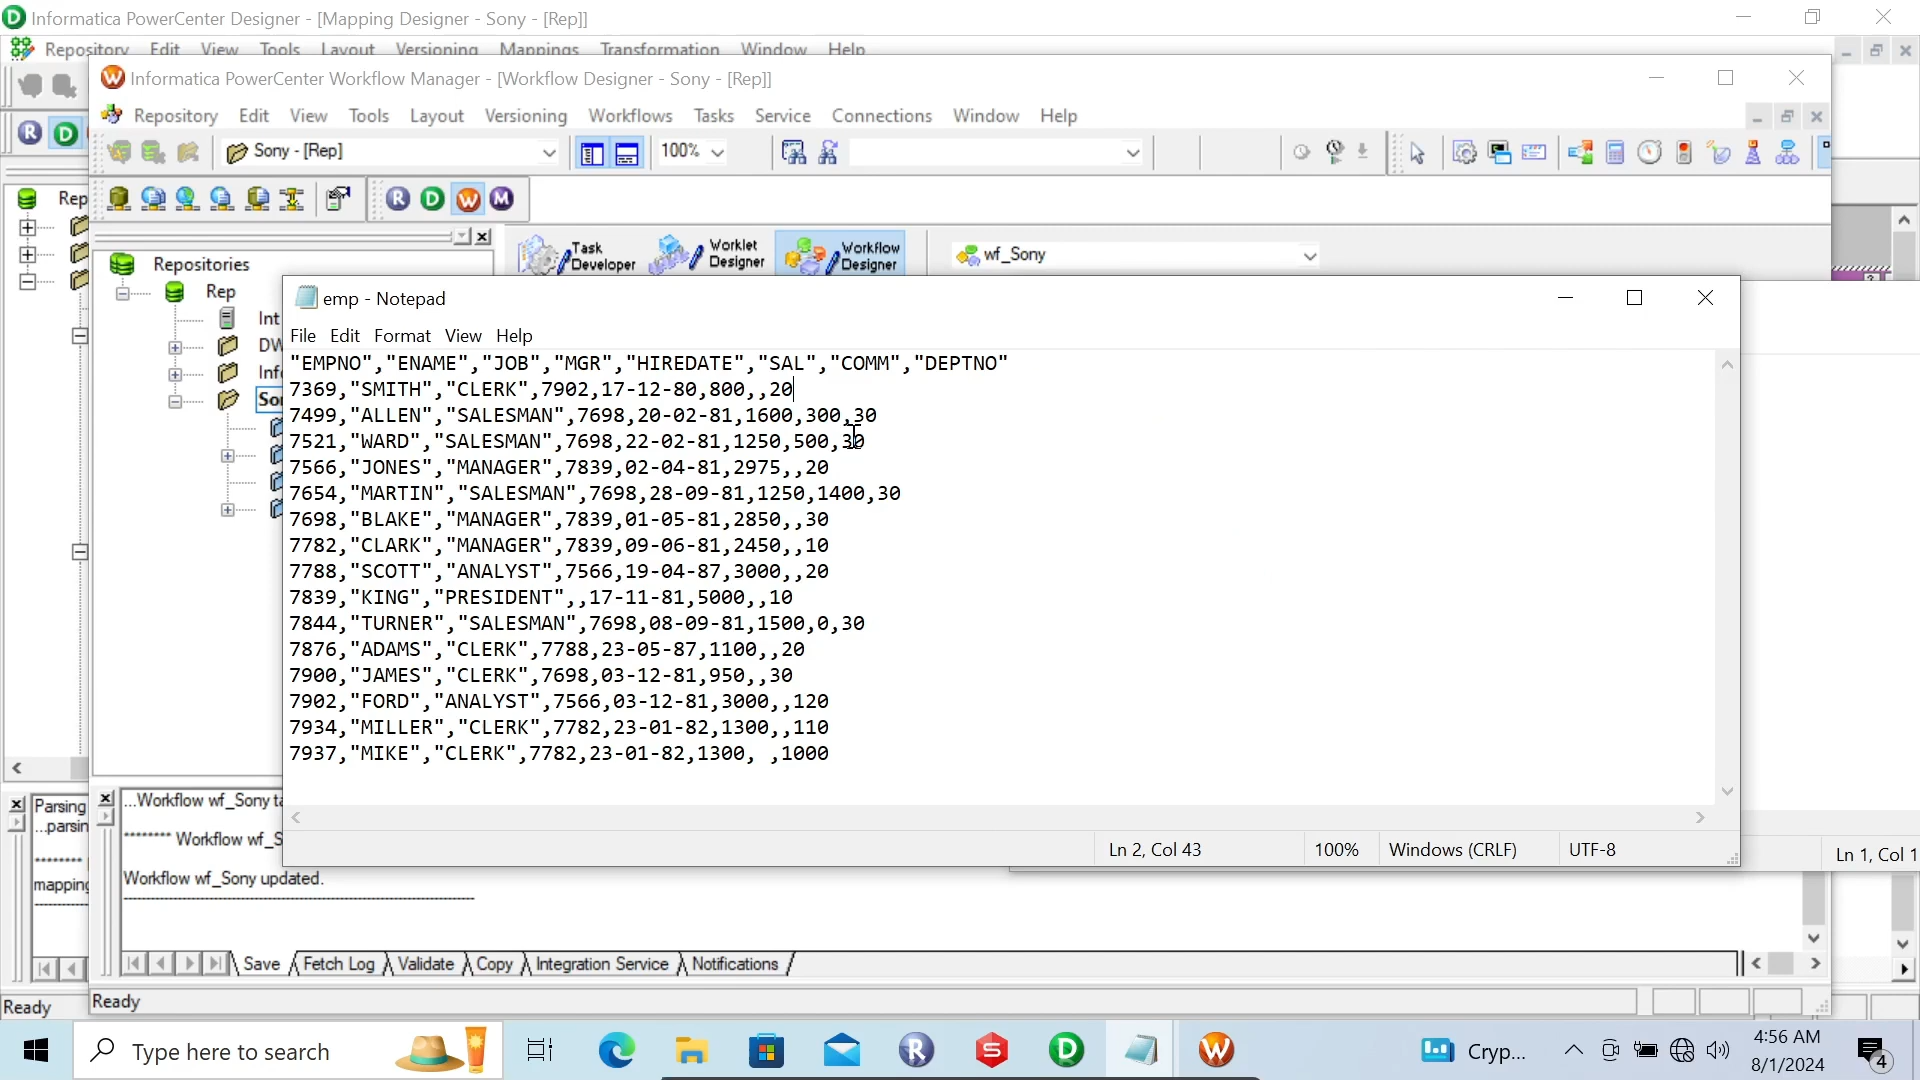 Informatica PowerCenter Designer - [Mapping Designer - Sony - [Rep]]
Repository Edit View Tools Layout Versioning Mappings Transformation Window Help
Informatica PowerCenter Workflow Manager - [Workflow Designer - Sony - [Rep]]
Repository Edit View Tools Layout Versioning Workflows Tasks Service Connections Window Help
Sony - [Rep]
100%
R D
R D W M
Rep
Repositories
Rep
Int
DW
Inf
Son
Task Developer
Worklet Designer
Workflow Designer
wf_Sony
emp - Notepad
File Edit Format View Help
"EMPNO","ENAME","JOB","MGR","HIREDATE","SAL","COMM","DEPTNO"
7369,"SMITH","CLERK",7902,17-12-80,800,,20
7499,"ALLEN","SALESMAN",7698,20-02-81,1600,300,30
7521,"WARD","SALESMAN",7698,22-02-81,1250,500,30
7566,"JONES","MANAGER",7839,02-04-81,2975,,20
7654,"MARTIN","SALESMAN",7698,28-09-81,1250,1400,30
7698,"BLAKE","MANAGER",7839,01-05-81,2850,,30
7782,"CLARK","MANAGER",7839,09-06-81,2450,,10
7788,"SCOTT","ANALYST",7566,19-04-87,3000,,20
7839,"KING","PRESIDENT",,17-11-81,5000,,10
7844,"TURNER","SALESMAN",7698,08-09-81,1500,0,30
7876,"ADAMS","CLERK",7788,23-05-87,1100,,20
7900,"JAMES","CLERK",7698,03-12-81,950,,30
7902,"FORD","ANALYST",7566,03-12-81,3000,,120
7934,"MILLER","CLERK",7782,23-01-82,1300,,110
7937,"MIKE","CLERK",7782,23-01-82,1300, ,1000
Ln 2, Col 43 100% Windows (CRLF) UTF-8
Ln 1, Col 1
Parsing
...parsin
********
mapping
...Workflow wf_Sony ta
******** Workflow wf_S
Workflow wf_Sony updated.
Save Fetch Log Validate Copy Integration Service Notifications
Ready
Ready
Type here to search
Cryp...
4:56 AM
8/1/2024
4